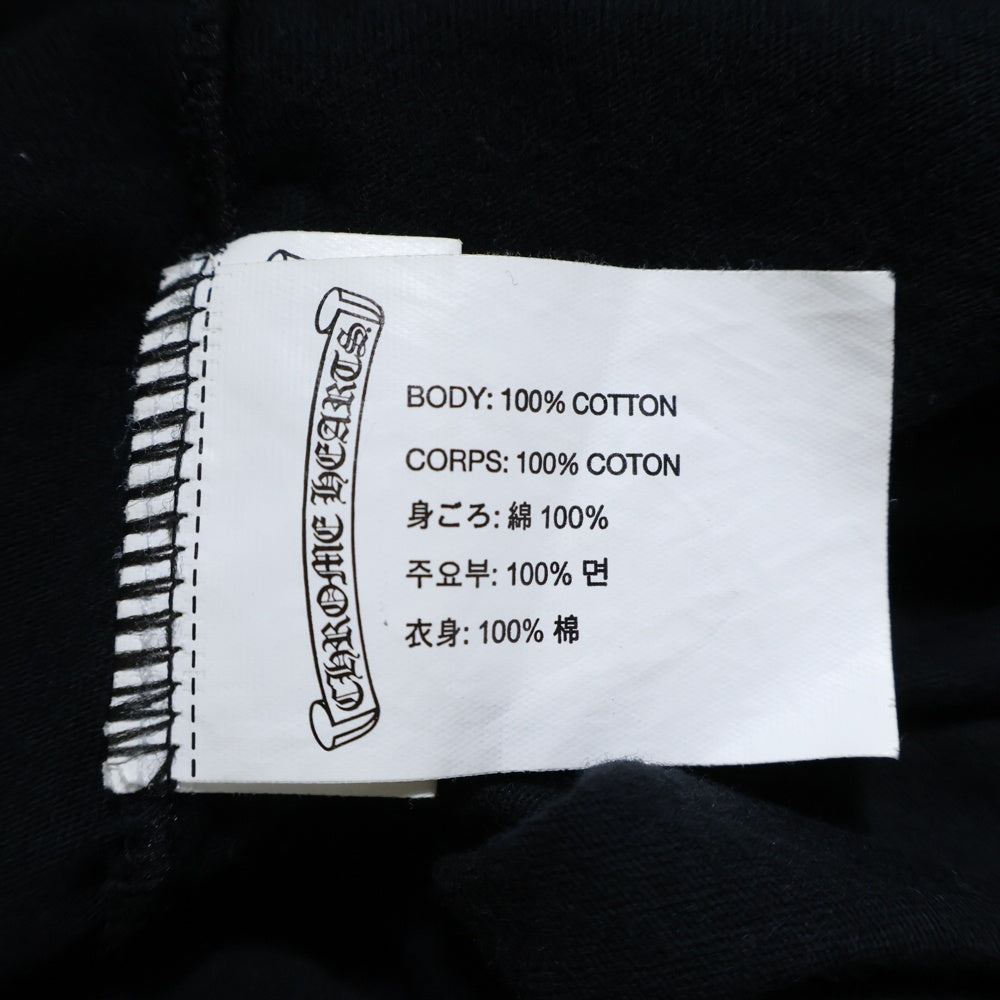 CHROME HEARTS
BODY: 100% COTTON
CORPS: 100% COTON
身ごろ: 綿 100%
주요부: 100% 면
衣身: 100% 棉